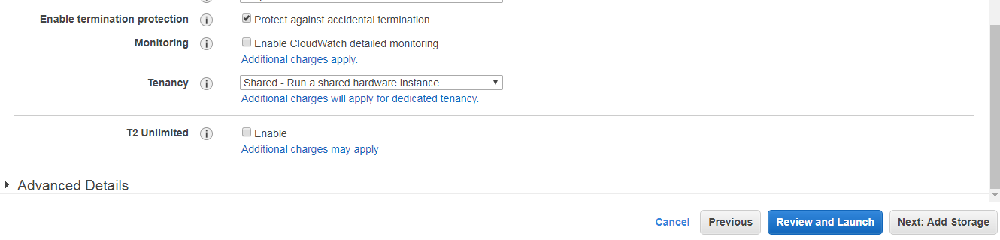 Enable termination protection Protect against accidental termination
Monitoring Enable CloudWatch detailed monitoring
Additional charges apply.
Tenancy Shared - Run a shared hardware instance
Additional charges will apply for dedicated tenancy.
T2 Unlimited Enable
Additional charges may apply
Advanced Details
Cancel Previous Review and Launch Next: Add Storage